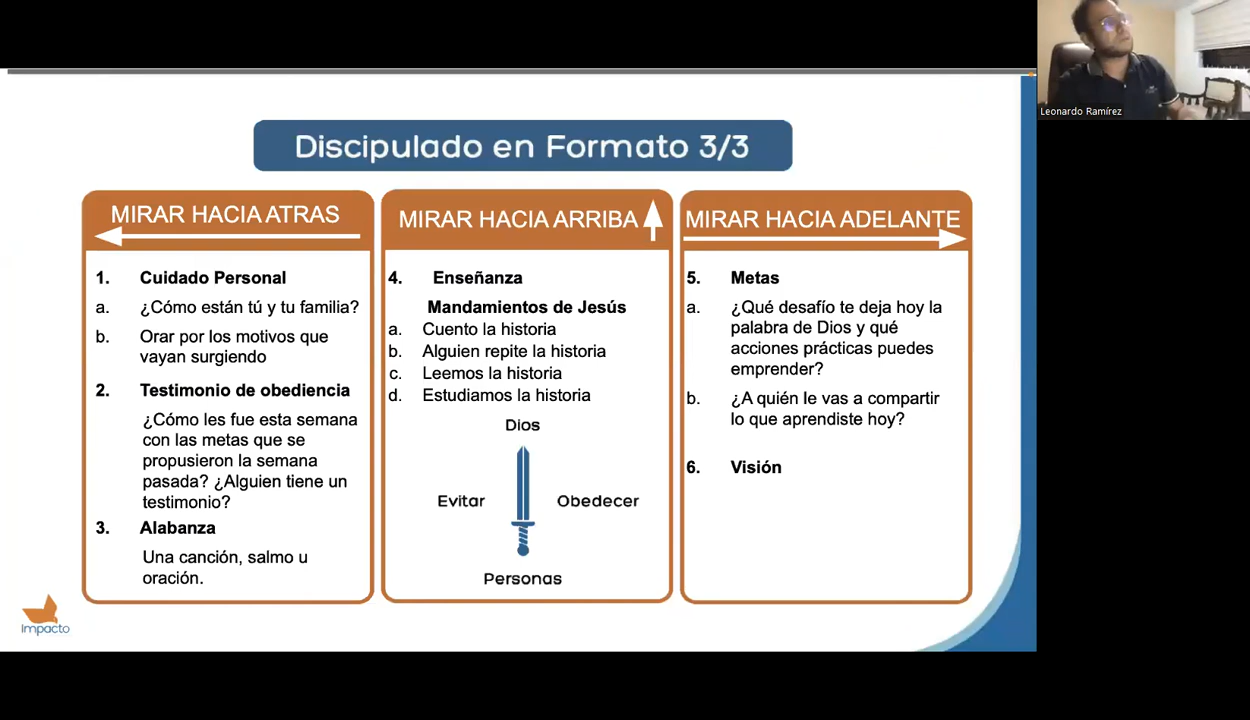 Leonardo Ramírez
Discipulado en Formato 3/3
MIRAR HACIA ATRAS
1. Cuidado Personal
a. ¿Cómo están tú y tu familia?
b. Orar por los motivos que
vayan surgiendo
2. Testimonio de obediencia
¿Cómo les fue esta semana
con las metas que se
propusieron la semana
pasada? ¿Alguien tiene un
testimonio?
3. Alabanza
Una canción, salmo u
oración.
MIRAR HACIA ARRIBA
4. Enseñanza
Mandamientos de Jesús
a. Cuento la historia
b. Alguien repite la historia
c. Leemos la historia
d. Estudiamos la historia
Dios
Evitar Obedecer
Personas
MIRAR HACIA ADELANTE
5. Metas
a. ¿Qué desafío te deja hoy la
palabra de Dios y qué
acciones prácticas puedes
emprender?
b. ¿A quién le vas a compartir
lo que aprendiste hoy?
6. Visión
Impacto